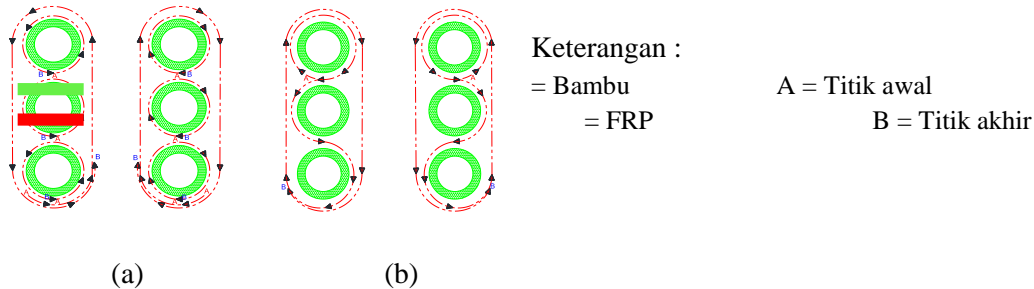 Keterangan :
= Bambu A = Titik awal
= FRP B = Titik akhir
B A A B
B A A B
B B B
A B A A B A
A A
B B
(a) (b)